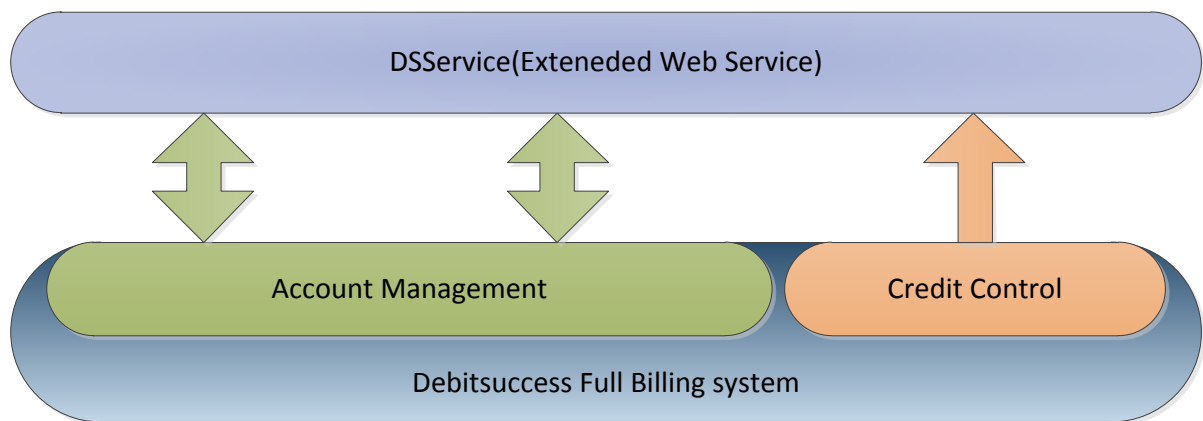 DSService(Exteneded Web Service)
Account Management
Credit Control
Debitsuccess Full Billing system